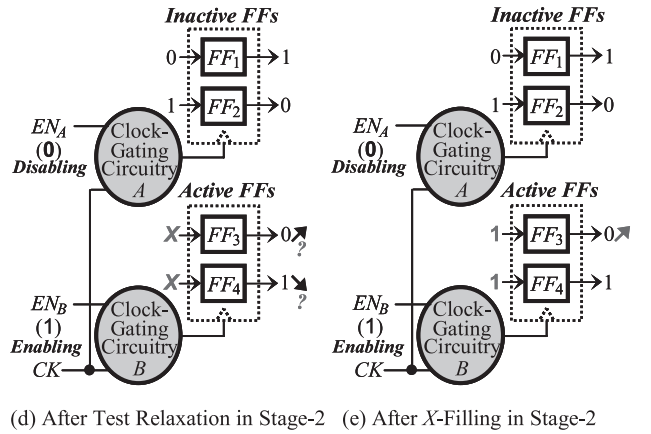 Inactive FFs
0 FF1 1
1 FF2 0
ENA
(0)
Disabling
Clock-
Gating
Circuitry
A
Active FFs
X FF3 0 ?
X FF4 1 ?
ENB
(1)
Enabling
CK
Clock-
Gating
Circuitry
B
(d) After Test Relaxation in Stage-2
Inactive FFs
0 FF1 1
1 FF2 0
ENA
(0)
Disabling
Clock-
Gating
Circuitry
A
Active FFs
1 FF3 0
1 FF4 1
ENB
(1)
Enabling
CK
Clock-
Gating
Circuitry
B
(e) After X-Filling in Stage-2